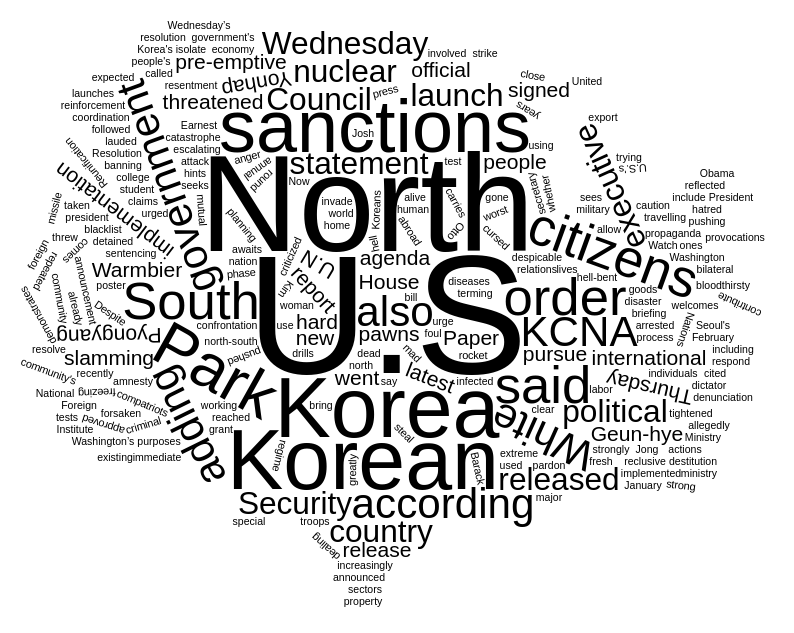 Wednesday's
resolution government's
Korea's isolate economy
people's
called
expected
resentment
launches
reinforcement
coordination
followed
lauded
Resolution
banning
college
student
claims
urged
taken
president
blacklist
threw
detained
sentencing
missile
foreign
repeated
comes
demonstrates
community
already
announcement
Despite
poster
Reunification
implementation
government
Wednesday
pre-emptive
Yonhap
threatened
nuclear
Council
official
involved strike
press
launch
signed
close
United
years
export
Earnest
catastrophe
escalating
attack
hints
seeks
mutual
anger
annual
round
Josh
sanctions
statement
Now
test
people
using
executive
trying
U.S.'s
secretary
whether
sees
military
allow
Obama
reflected
include President
caution
hatred
travelling
pushing
propaganda
provocations
Watch ones
Washington
bilateral
bloodthirsty
contribute
North
invade
world
home
Koreans
hell
alive
human
abroad
carries
Otto
gone
worst
cursed
citizens
despicable
relationslives
hell-bent
planning
awaits
nation
phase
criticized
Kim
U.N
report
agenda
House
bill
diseases
terming
U.S
Warmbier
South
woman
use
confrontation
north-south
pushed
drills
hard
new
also
pawns
urge
foul
Paper
rocket
order
KCNA
goods
disaster
briefing
arrested
process
Nations
welcomes
Seoul's
February
including
respond
Pyongyang
slamming
resolve
recently
community's
amnesty
freezing
compatriots
National
Foreign
forsaken
tests
approved
criminal
Institute
Washington's purposes
existingimmediate
adding
Park
working
reached
grant
dead
north
went
say
mad
latest
infected
pursue
international
individuals cited
dictator
denunciation
Thursday
labor
said
Korea
bring
steal
clear
White
political
tightened
allegedly
Geun-hye
Ministry
strongly Jong actions
fresh reclusive destitution
implementedministry
January strong
Korean
regime
greatly
Barack
extreme
used pardon
released
major
Security
according
special
troops
country
dealing
release
increasingly
announced
sectors
property